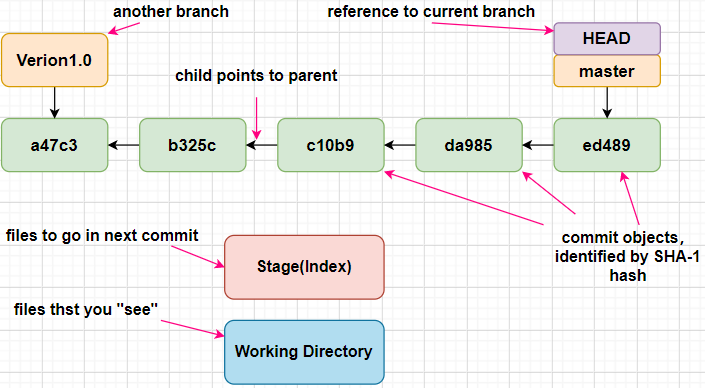 another branch
reference to current branch
HEAD
Verion1.0
master
child points to parent
a47c3
b325c
c10b9
da985
ed489
files to go in next commit
commit objects,
identified by SHA-1
hash
Stage(Index)
files thst you "see"
Working Directory